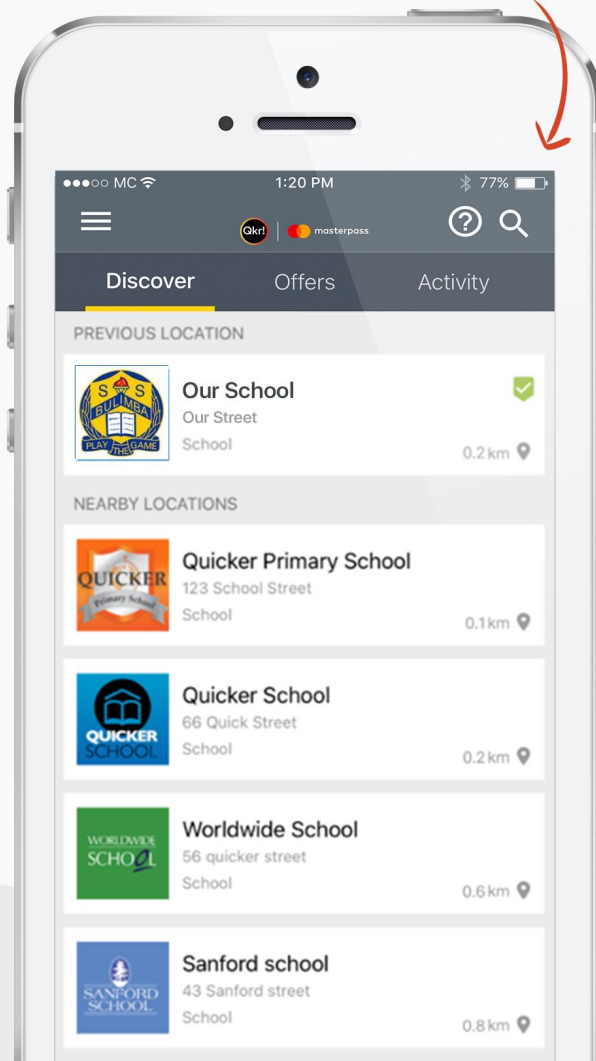 MC
1:20 PM
77%
Qkr!
masterpass
Discover
Offers
Activity
PREVIOUS LOCATION
S S
BULIMBA
PLAY THE GAME
Our School
Our Street
School
0.2 km
NEARBY LOCATIONS
QUICKER
Primary School
Quicker Primary School
123 School Street
School
0.1 km
QUICKER
SCHOOL
Quicker School
66 Quick Street
School
0.2 km
WORLDWIDE
SCHOOL
Worldwide School
56 quicker street
School
0.6 km
SANFORD
SCHOOL
Sanford school
43 Sanford street
School
0.8 km